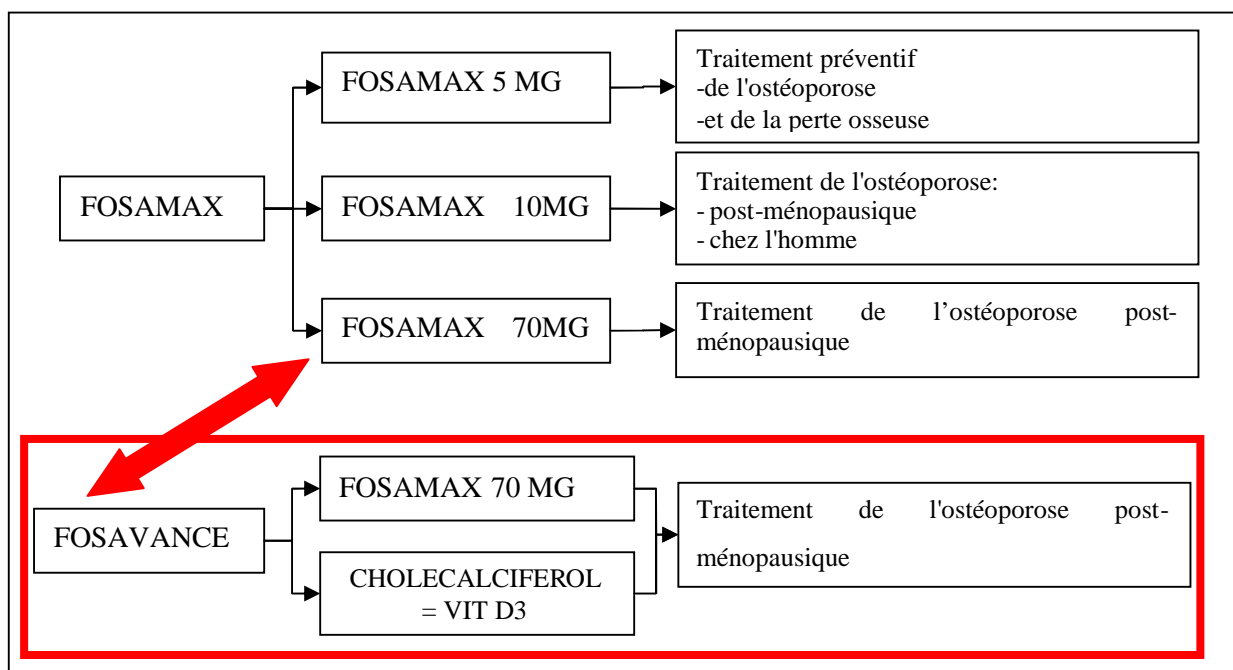 FOSAMAX
FOSAMAX 5 MG
Traitement préventif
-de l'ostéoporose
-et de la perte osseuse
FOSAMAX 10MG
Traitement de l'ostéoporose:
- post-ménopausique
- chez l'homme
FOSAMAX 70MG
Traitement de l’ostéoporose post-
ménopausique
FOSAVANCE
FOSAMAX 70 MG
CHOLECALCIFEROL
= VIT D3
Traitement de l'ostéoporose post-
ménopausique